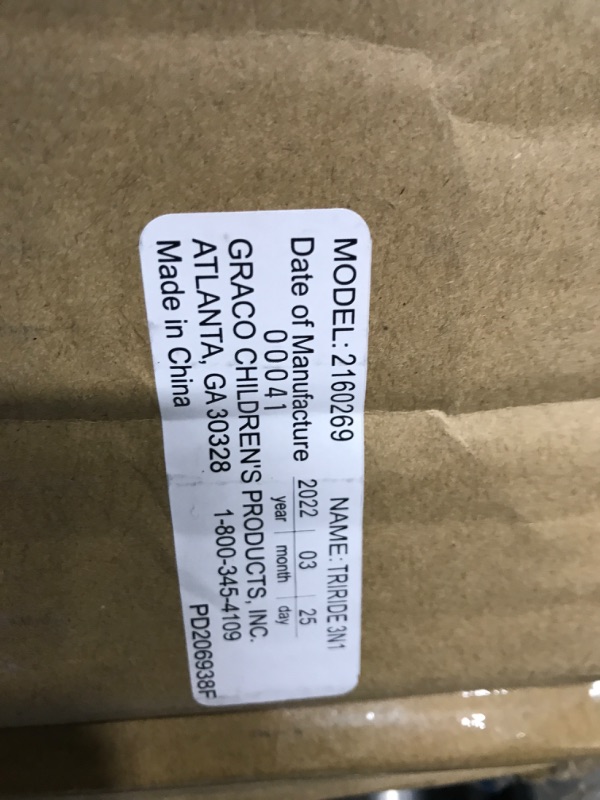 MODEL: 2160269 NAME: TRIRIDE 3N1
Date of Manufacture 2022 | 03 | 25
00041 year | month | day
GRACO CHILDREN'S PRODUCTS, INC.
ATLANTA, GA 30328 1-800-345-4109
Made in China PD206938F